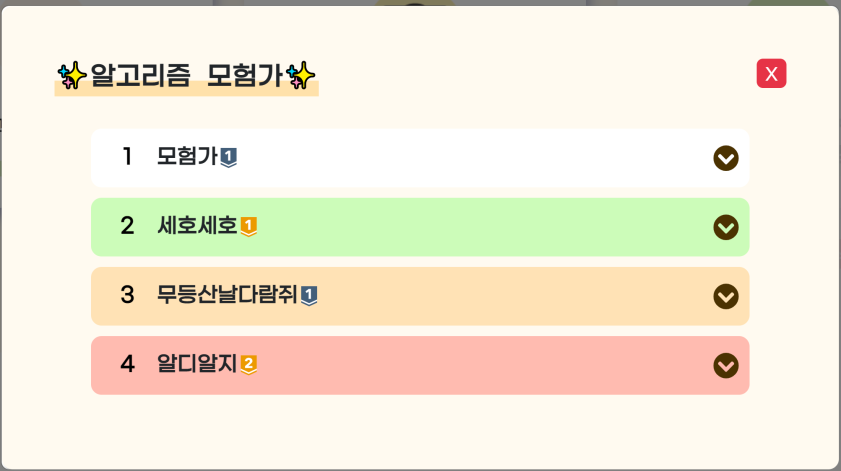 ✨알고리즘 모험가✨
X
1 모험가 1
2 세호세호 1
3 무등산날다람쥐 1
4 알디알지 2